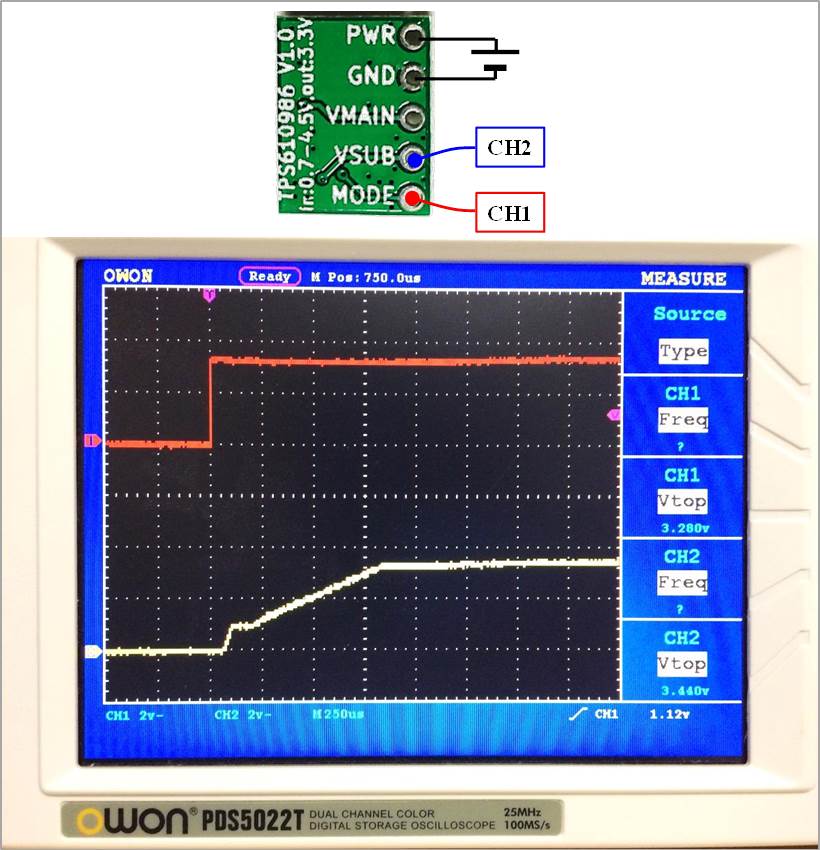 TPS610986 V1.0
in:0.7-4.5V,out:3.3V
PWR
GND
VMAIN
VSUB
MODE
CH2
CH1
OWON
Ready
M Pos:750.0us
MEASURE
T
Source
Type
CH1
Freq
?
CH1
Vtop
3.280v
CH2
Freq
?
CH2
Vtop
3.440v
1
CH1 2v-
CH2 2v-
M250us
CH1
1.12v
OWON® PDS5022T
DUAL CHANNEL COLOR
DIGITAL STORAGE OSCILLOSCOPE
25MHz
100MS/s